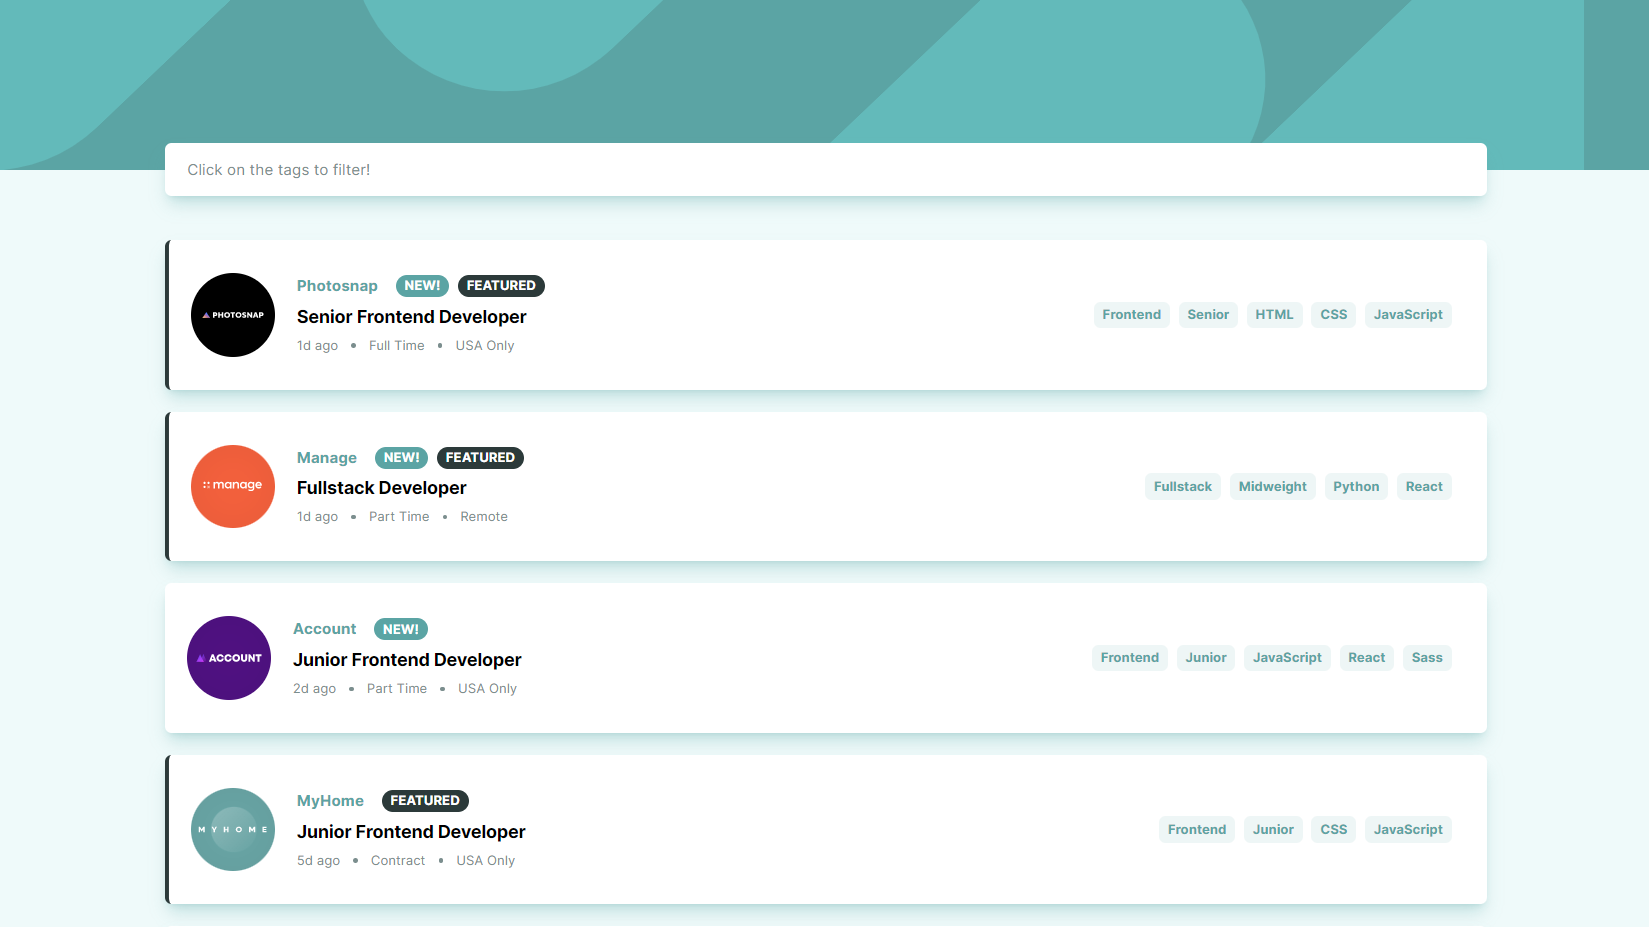 Click on the tags to filter!
PHOTOSNAP
Photosnap NEW! FEATURED
Senior Frontend Developer
1d ago • Full Time • USA Only
Frontend Senior HTML CSS JavaScript
manage
Manage NEW! FEATURED
Fullstack Developer
1d ago • Part Time • Remote
Fullstack Midweight Python React
ACCOUNT
Account NEW!
Junior Frontend Developer
2d ago • Part Time • USA Only
Frontend Junior JavaScript React Sass
MYHOME
MyHome FEATURED
Junior Frontend Developer
5d ago • Contract • USA Only
Frontend Junior CSS JavaScript